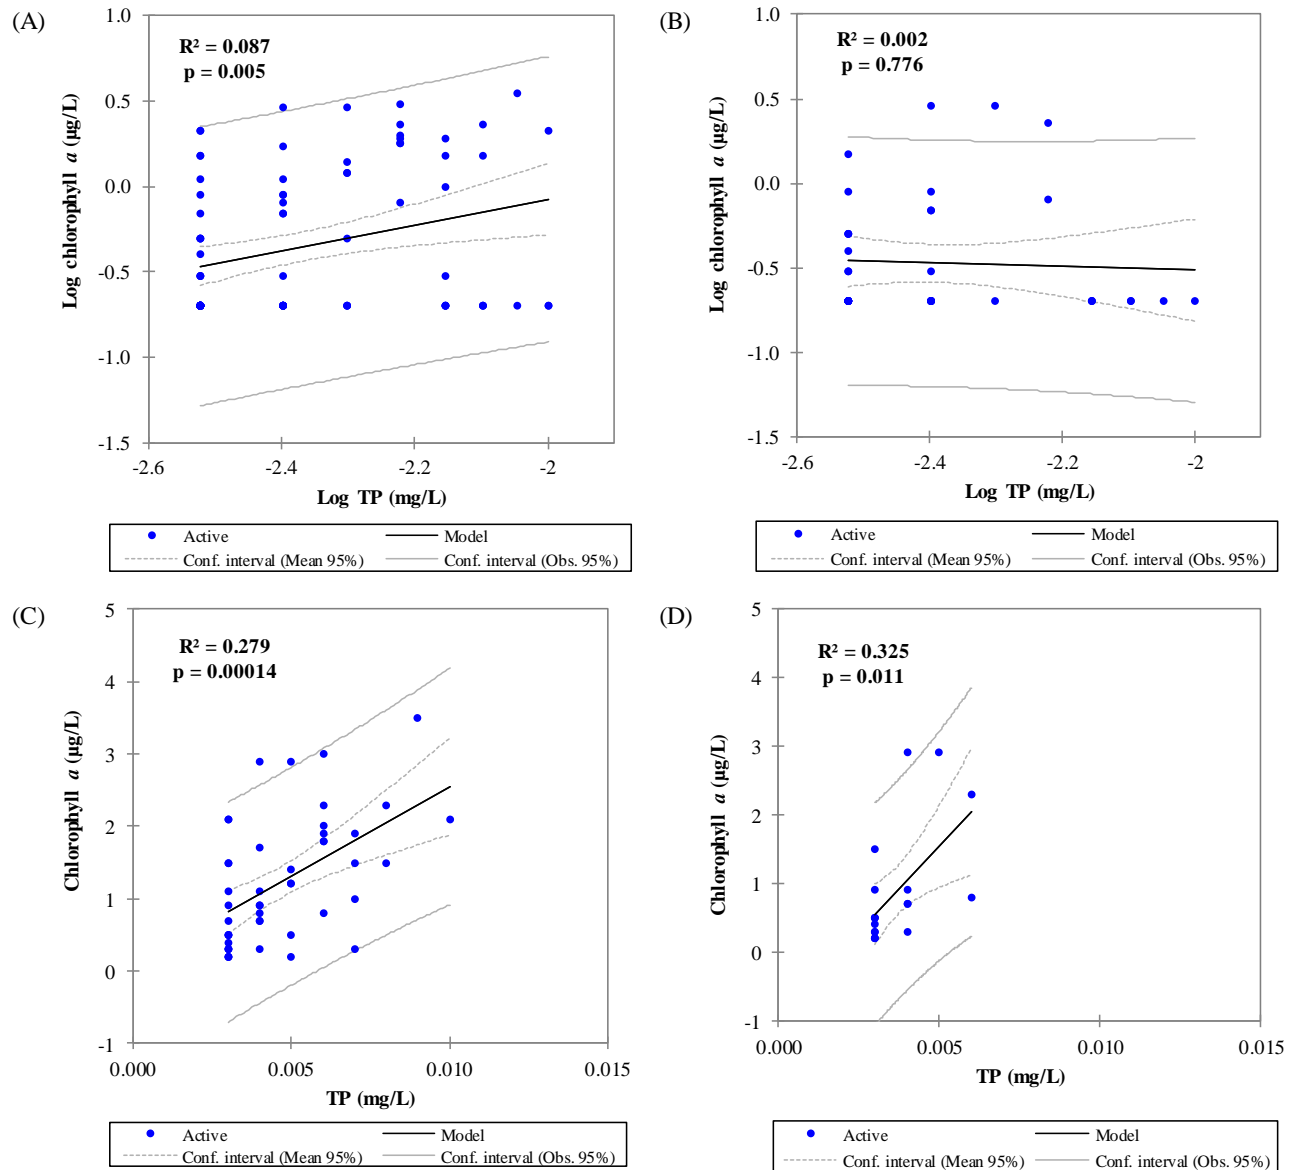 (A)
R² = 0.087
p = 0.005
1.0
0.5
0.0
-0.5
-1.0
-1.5
Log chlorophyll a (µg/L)
-2.6
-2.4
-2.2
-2
Log TP (mg/L)
Active
Model
Conf. interval (Mean 95%)
Conf. interval (Obs. 95%)
(B)
R² = 0.002
p = 0.776
1.0
0.5
0.0
-0.5
-1.0
-1.5
Log chlorophyll a (µg/L)
-2.6
-2.4
-2.2
-2
Log TP (mg/L)
Active
Model
Conf. interval (Mean 95%)
Conf. interval (Obs. 95%)
(C)
R² = 0.279
p = 0.00014
5
4
3
2
1
0
-1
Chlorophyll a (µg/L)
0.000
0.005
0.010
0.015
TP (mg/L)
Active
Model
Conf. interval (Mean 95%)
Conf. interval (Obs. 95%)
(D)
R² = 0.325
p = 0.011
5
4
3
2
1
0
-1
Chlorophyll a (µg/L)
0.000
0.005
0.010
0.015
TP (mg/L)
Active
Model
Conf. interval (Mean 95%)
Conf. interval (Obs. 95%)